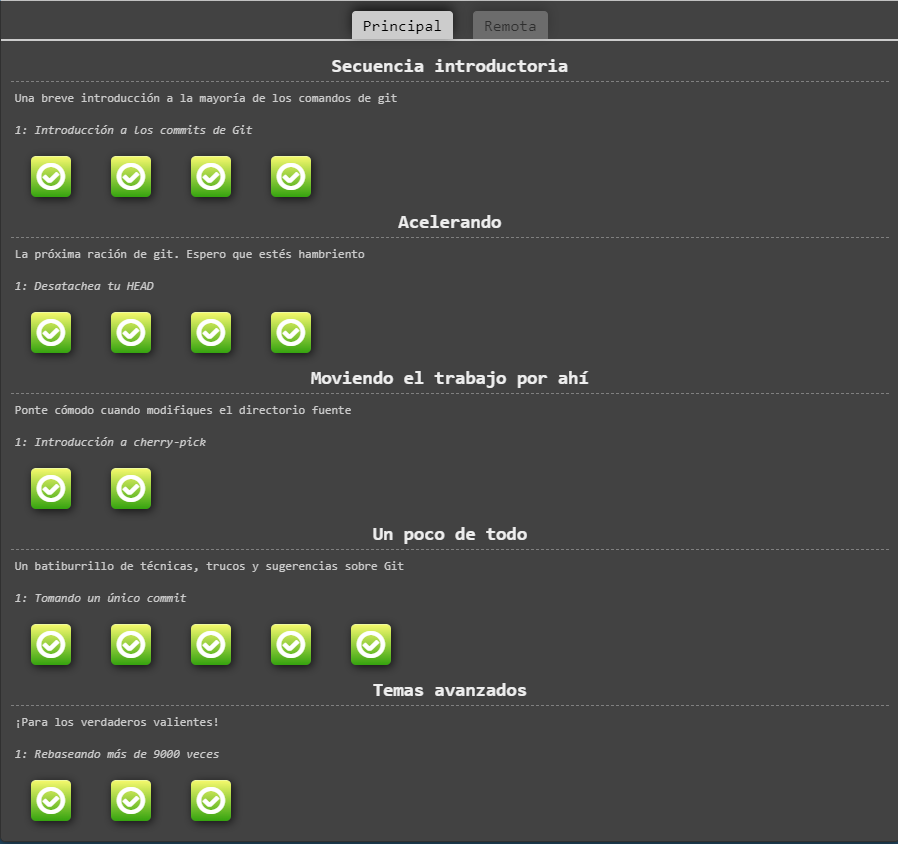 Principal Remota
Secuencia introductoria
Una breve introducción a la mayoría de los comandos de git
1: Introducción a los commits de Git
Acelerando
La próxima ración de git. Espero que estés hambriento
1: Desatachea tu HEAD
Moviendo el trabajo por ahí
Ponte cómodo cuando modifiques el directorio fuente
1: Introducción a cherry-pick
Un poco de todo
Un batiburrillo de técnicas, trucos y sugerencias sobre Git
1: Tomando un único commit
Temas avanzados
¡Para los verdaderos valientes!
1: Rebaseando más de 9000 veces